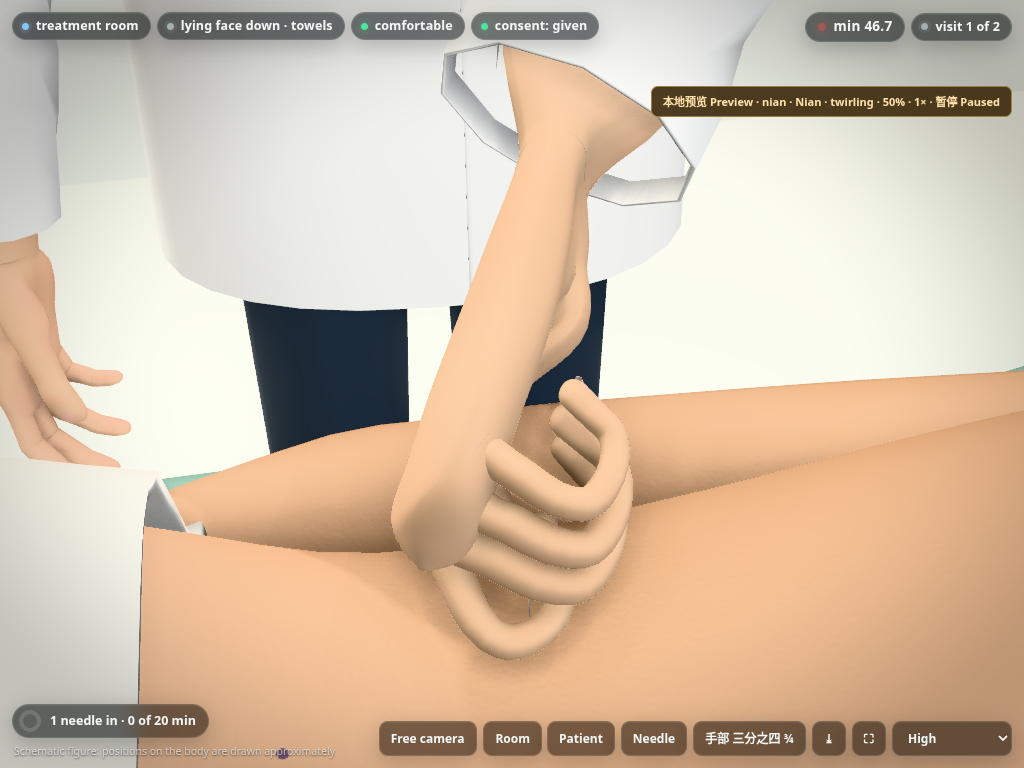 treatment room
lying face down · towels
comfortable
consent: given
min 46.7
visit 1 of 2
本地预览 Preview · nian · Nian · twirling · 50% · 1× · 暂停 Paused
1 needle in · 0 of 20 min
Schematic figure: positions on the body are drawn approximately
Free camera
Room
Patient
Needle
手部 三分之四 ¾
High